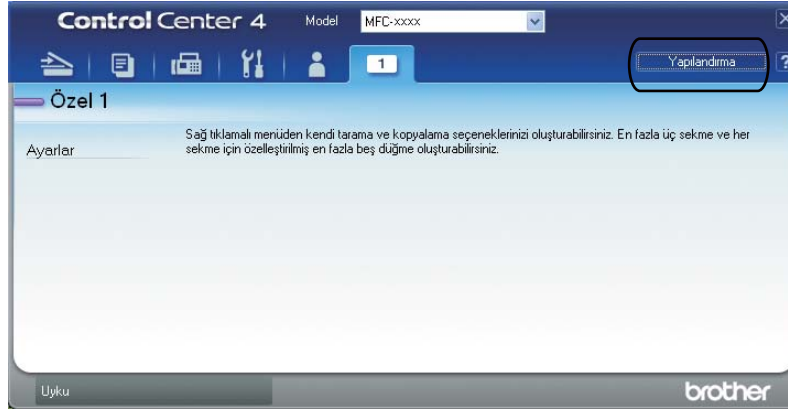 Control Center 4 Model MFC-xxxx
1 Yapılandırma ?
Özel 1
Ayarlar
Sağ tıklamalı menüden kendi tarama ve kopyalama seçeneklerinizi oluşturabilirsiniz. En fazla üç sekme ve her
sekme için özelleştirilmiş en fazla beş düğme oluşturabilirsiniz.
Uyku
brother